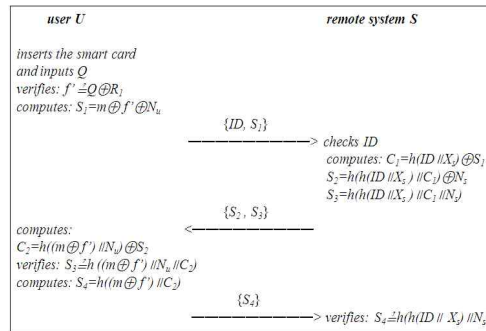 user U remote system S
inserts the smart card
and inputs Q
verifies: f' ≟Q⊕R₁
computes: S₁=m⊕f'⊕Nᵤ
{ID, S₁}
checks ID
computes: C₁=h(ID //Xₛ)⊕S₁
S₂=h(h(ID //Xₛ) //C₁)⊕Nₛ
S₃=h(h(ID //Xₛ) //C₁ //Nₛ)
{S₂ , S₃}
computes:
C₂=h((m⊕f') //Nᵤ)⊕S₂
verifies: S₃≟h ((m⊕f') //Nᵤ //C₂)
computes: S₄=h((m⊕f') //C₂)
{S₄}
verifies: S₄≟h(h(ID // Xₛ) //Nₛ